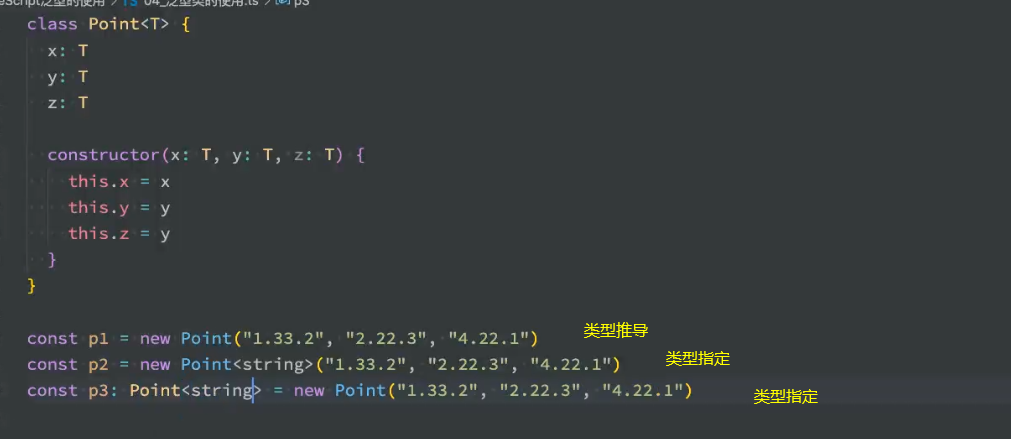 eScript泛型的使用 > TS 04_泛型类的使用.ts > p3
class Point<T> {
x: T
y: T
z: T
constructor(x: T, y: T, z: T) {
this.x = x
this.y = y
this.z = y
}
}
const p1 = new Point("1.33.2", "2.22.3", "4.22.1") 类型推导
const p2 = new Point<string>("1.33.2", "2.22.3", "4.22.1") 类型指定
const p3: Point<string> = new Point("1.33.2", "2.22.3", "4.22.1") 类型指定